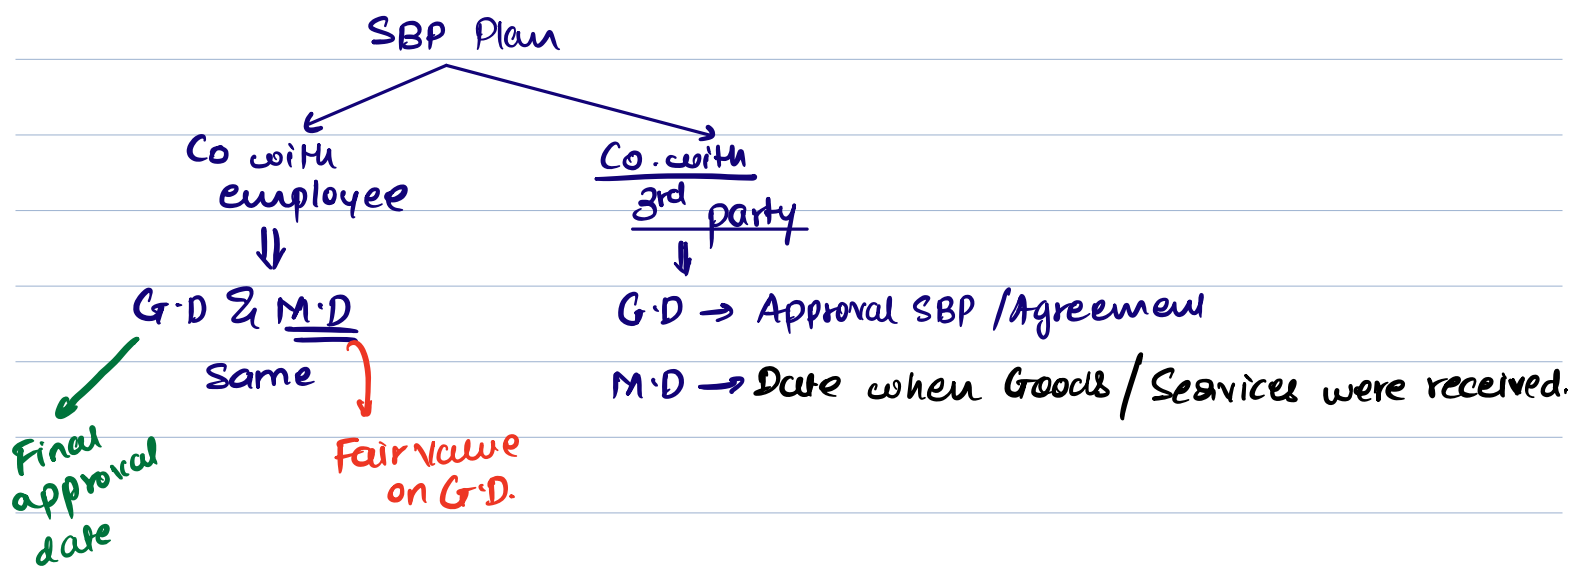 SBP Plan
Co with
employee
Co. with
3rd party
G.D & M.D
same
G.D → Approval SBP / Agreement
M.D → Date when Goods / Services were received.
Final
approval
date
Fair value
on G.D.